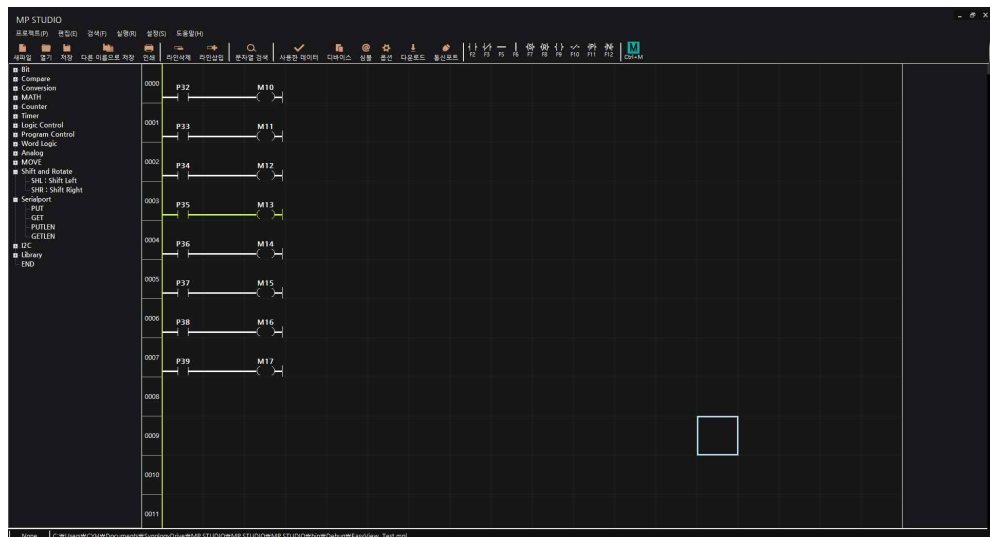 MP STUDIO
프로젝트(P) 편집(E) 검색(F) 실행(R) 설정(S) 도움말(H)
새파일 열기 저장 다른 이름으로 저장 인쇄 라인삭제 라인삽입 문자열 검색 사용한 데이터 디바이스 심볼 옵션 다운로드 통신포트 F2 F3 F5 F6 F7 F8 F9 F10 F11 F12 M Ctrl+M
Bit
Compare
Conversion
MATH
Counter
Timer
Logic Control
Program Control
Word Logic
Analog
MOVE
Shift and Rotate
SHL : Shift Left
SHR : Shift Right
Serialport
PUT
GET
PUTLEN
GETLEN
I2C
Library
END
0000 P32 M10
0001 P33 M11
0002 P34 M12
0003 P35 M13
0004 P36 M14
0005 P37 M15
0006 P38 M16
0007 P39 M17
0008
0009
0010
0011
None